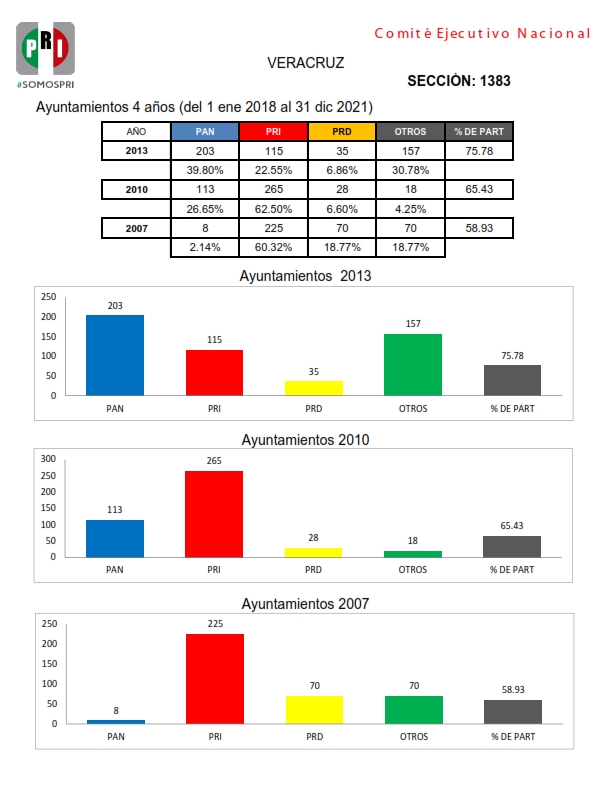 Comité Ejecutivo Nacional
PRI
#SOMOSPRI
VERACRUZ
SECCIÓN: 1383
Ayuntamientos 4 años (del 1 ene 2018 al 31 dic 2021)
AÑO PAN PRI PRD OTROS % DE PART
2013 203 115 35 157 75.78
39.80% 22.55% 6.86% 30.78%
2010 113 265 28 18 65.43
26.65% 62.50% 6.60% 4.25%
2007 8 225 70 70 58.93
2.14% 60.32% 18.77% 18.77%
Ayuntamientos 2013
250
200
150
100
50
0
203
115
35
157
75.78
PAN PRI PRD OTROS % DE PART
Ayuntamientos 2010
300
250
200
150
100
50
0
113
265
28
18
65.43
PAN PRI PRD OTROS % DE PART
Ayuntamientos 2007
250
200
150
100
50
0
8
225
70
70
58.93
PAN PRI PRD OTROS % DE PART